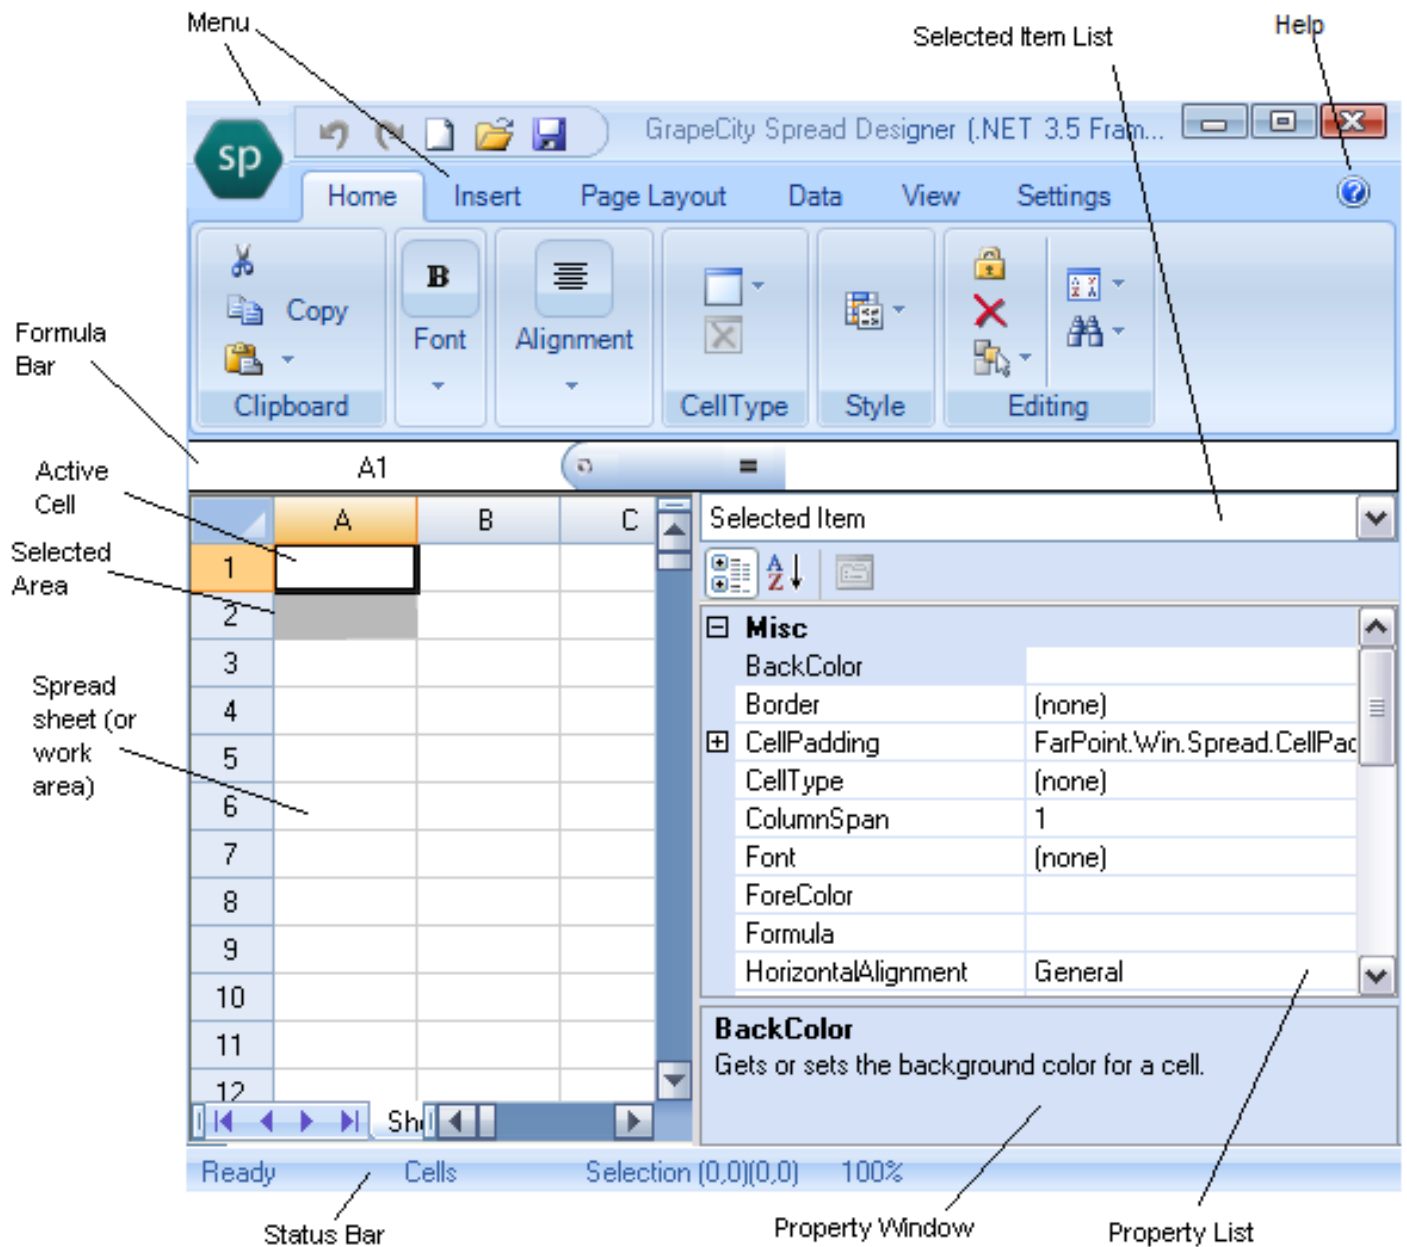 Menu
Selected Item List
Help
sp
GrapeCity Spread Designer (.NET 3.5 Fram...
Home Insert Page Layout Data View Settings
Copy
B
Font
Alignment
Clipboard
CellType
Style
Editing
Formula
Bar
A1 =
Active
Cell
Selected
Area
Spread
sheet (or
work
area)
A B C
1
2
3
4
5
6
7
8
9
10
11
12
She
Selected Item
A
Z
Misc
BackColor
Border (none)
CellPadding FarPoint.Win.Spread.CellPad
CellType (none)
ColumnSpan 1
Font (none)
ForeColor
Formula
HorizontalAlignment General
BackColor
Gets or sets the background color for a cell.
Ready Cells Selection (0,0)(0,0) 100%
Status Bar
Property Window
Property List